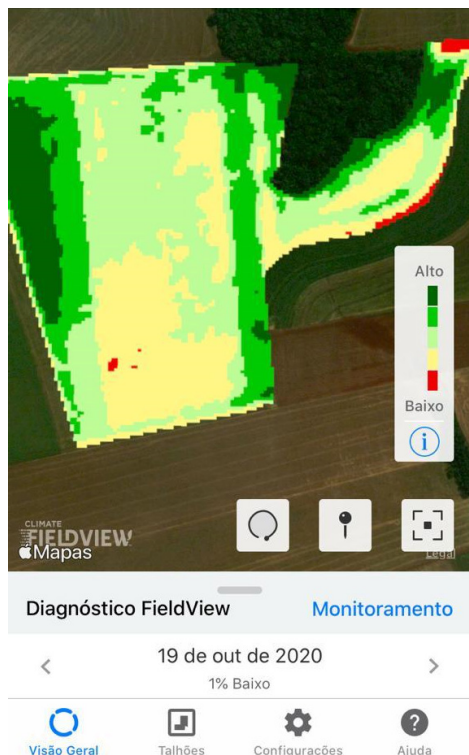 Alto
Baixo
CLIMATE
FIELDVIEW
Mapas
Legal
Diagnóstico FieldView
Monitoramento
19 de out de 2020
1% Baixo
Visão Geral
Talhões
Configurações
Ajuda